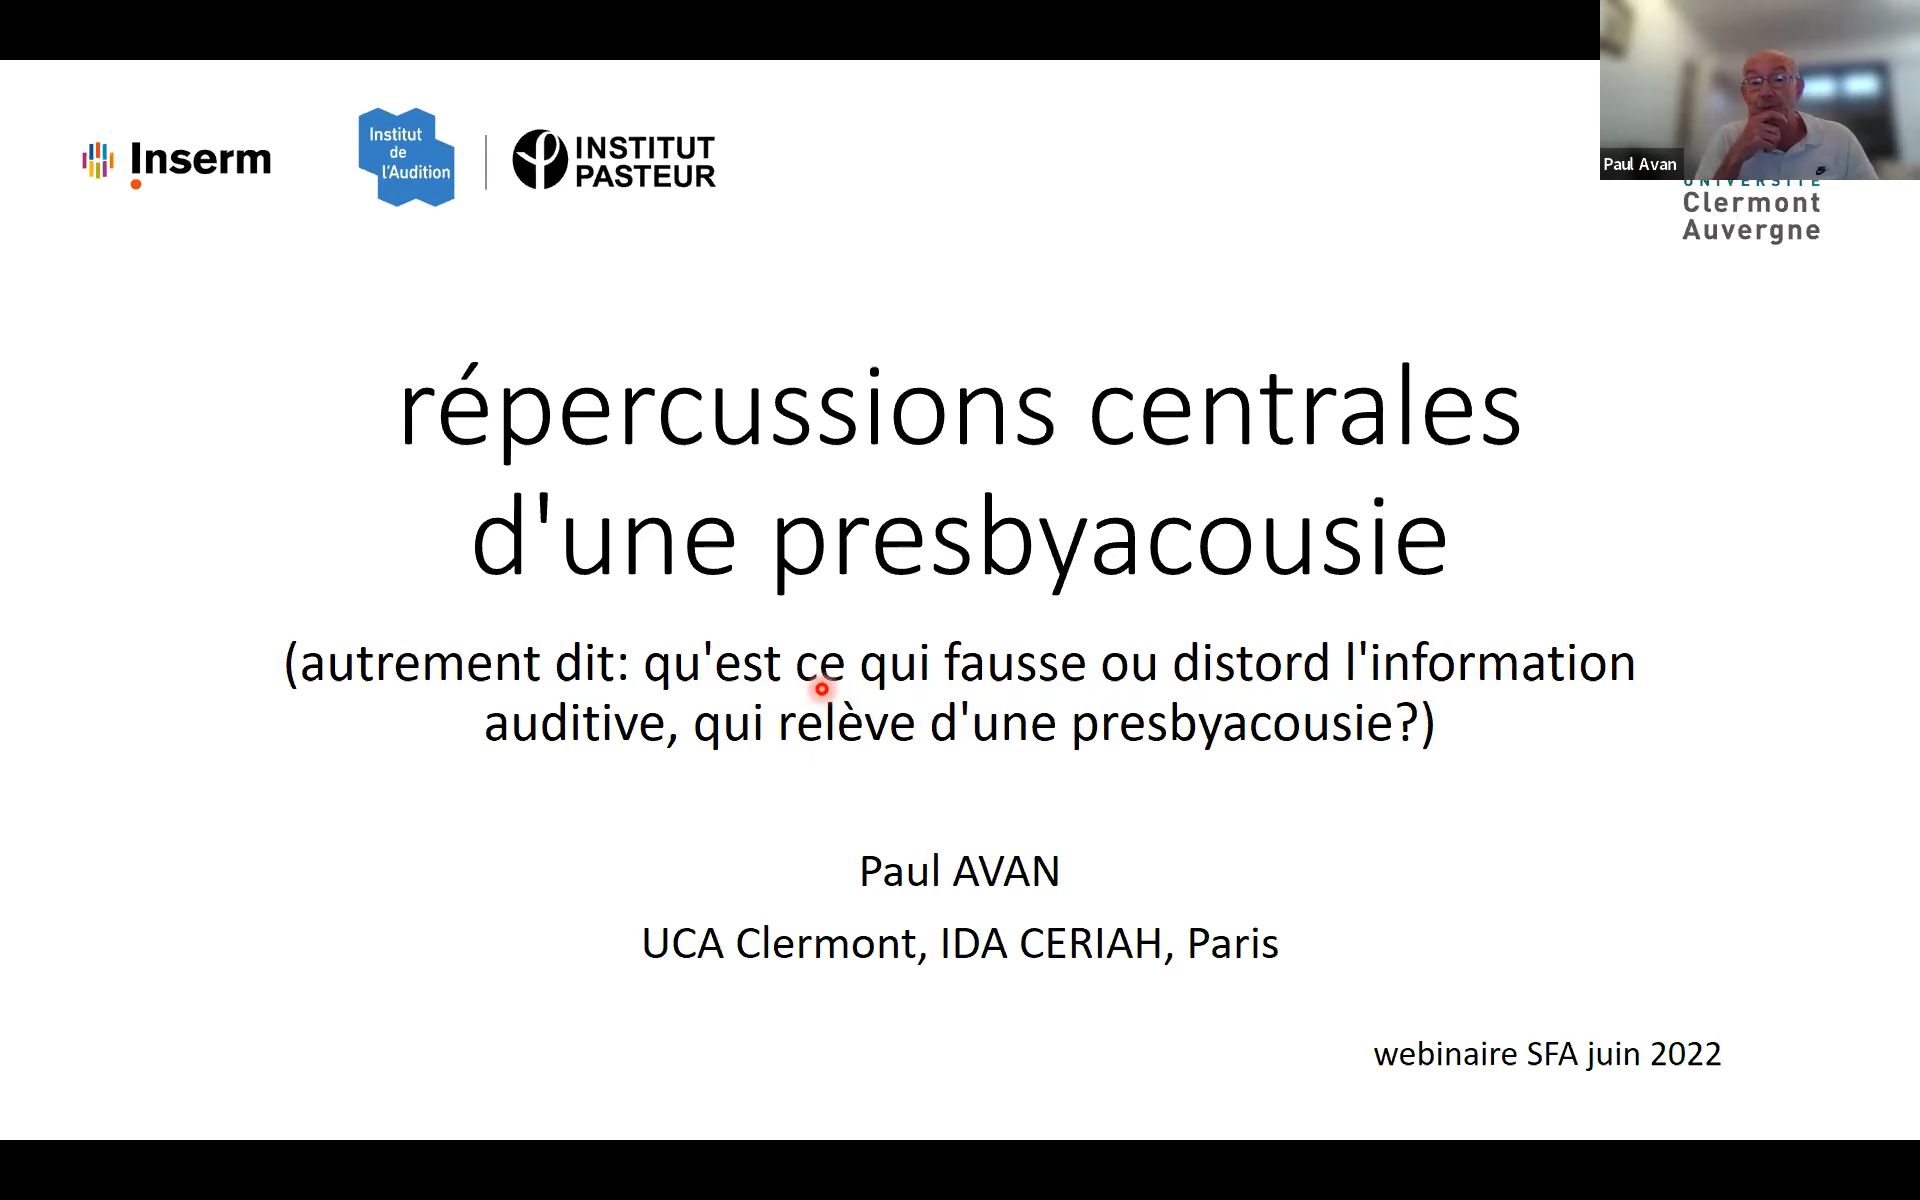 Inserm
Institut
de
l'Audition
INSTITUT
PASTEUR
Paul Avan
UNIVERSITÉ
Clermont
Auvergne
répercussions centrales
d'une presbyacousie
(autrement dit: qu'est ce qui fausse ou distord l'information
auditive, qui relève d'une presbyacousie?)
Paul AVAN
UCA Clermont, IDA CERIAH, Paris
webinaire SFA juin 2022